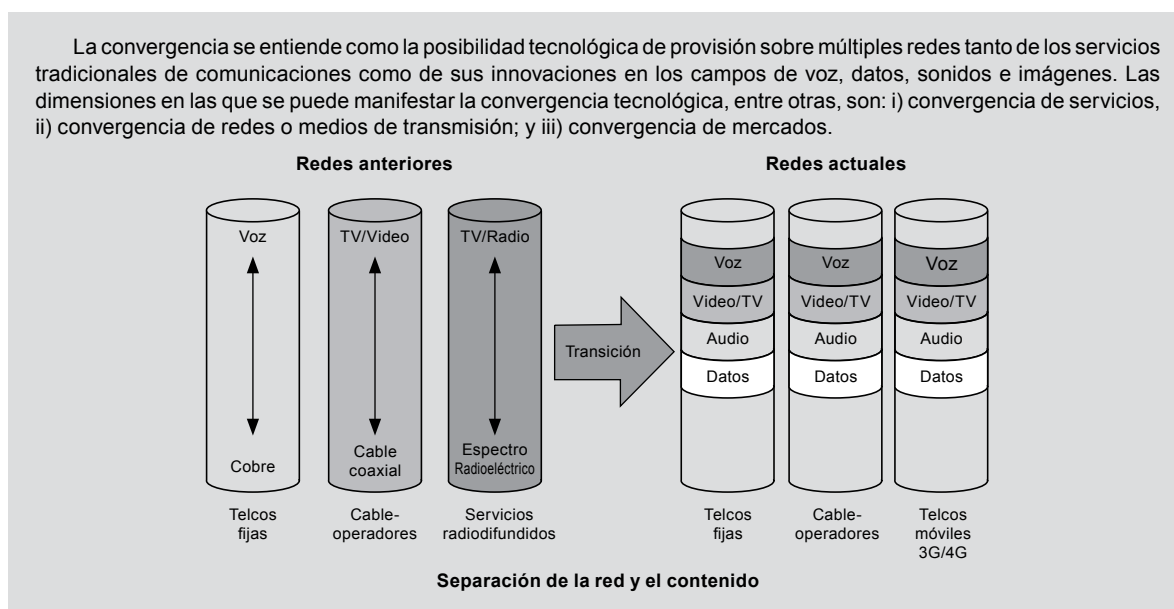 La convergencia se entiende como la posibilidad tecnológica de provisión sobre múltiples redes tanto de los servicios
tradicionales de comunicaciones como de sus innovaciones en los campos de voz, datos, sonidos e imágenes. Las
dimensiones en las que se puede manifestar la convergencia tecnológica, entre otras, son: i) convergencia de servicios,
ii) convergencia de redes o medios de transmisión; y iii) convergencia de mercados.
Redes anteriores
Voz
Cobre
Telcos
fijas
TV/Video
Cable
coaxial
Cable-
operadores
TV/Radio
Espectro
Radioeléctrico
Servicios
radiodifundidos
Transición
Redes actuales
Voz
Video/TV
Audio
Datos
Telcos
fijas
Voz
Video/TV
Audio
Datos
Cable-
operadores
Voz
Video/TV
Audio
Datos
Telcos
móviles
3G/4G
Separación de la red y el contenido